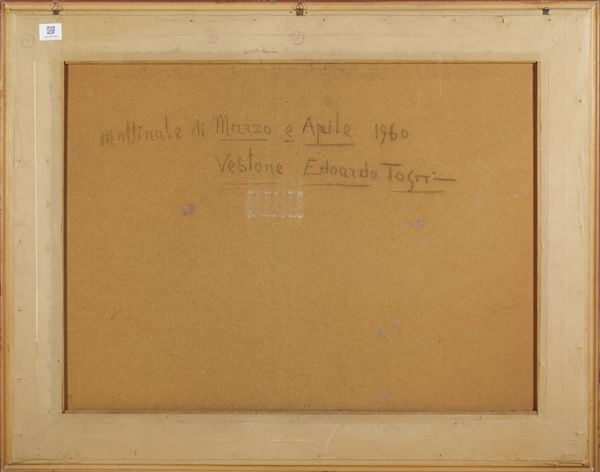 mattinale di Marzo e Aprile 1960
Vestone Edoardo Togni